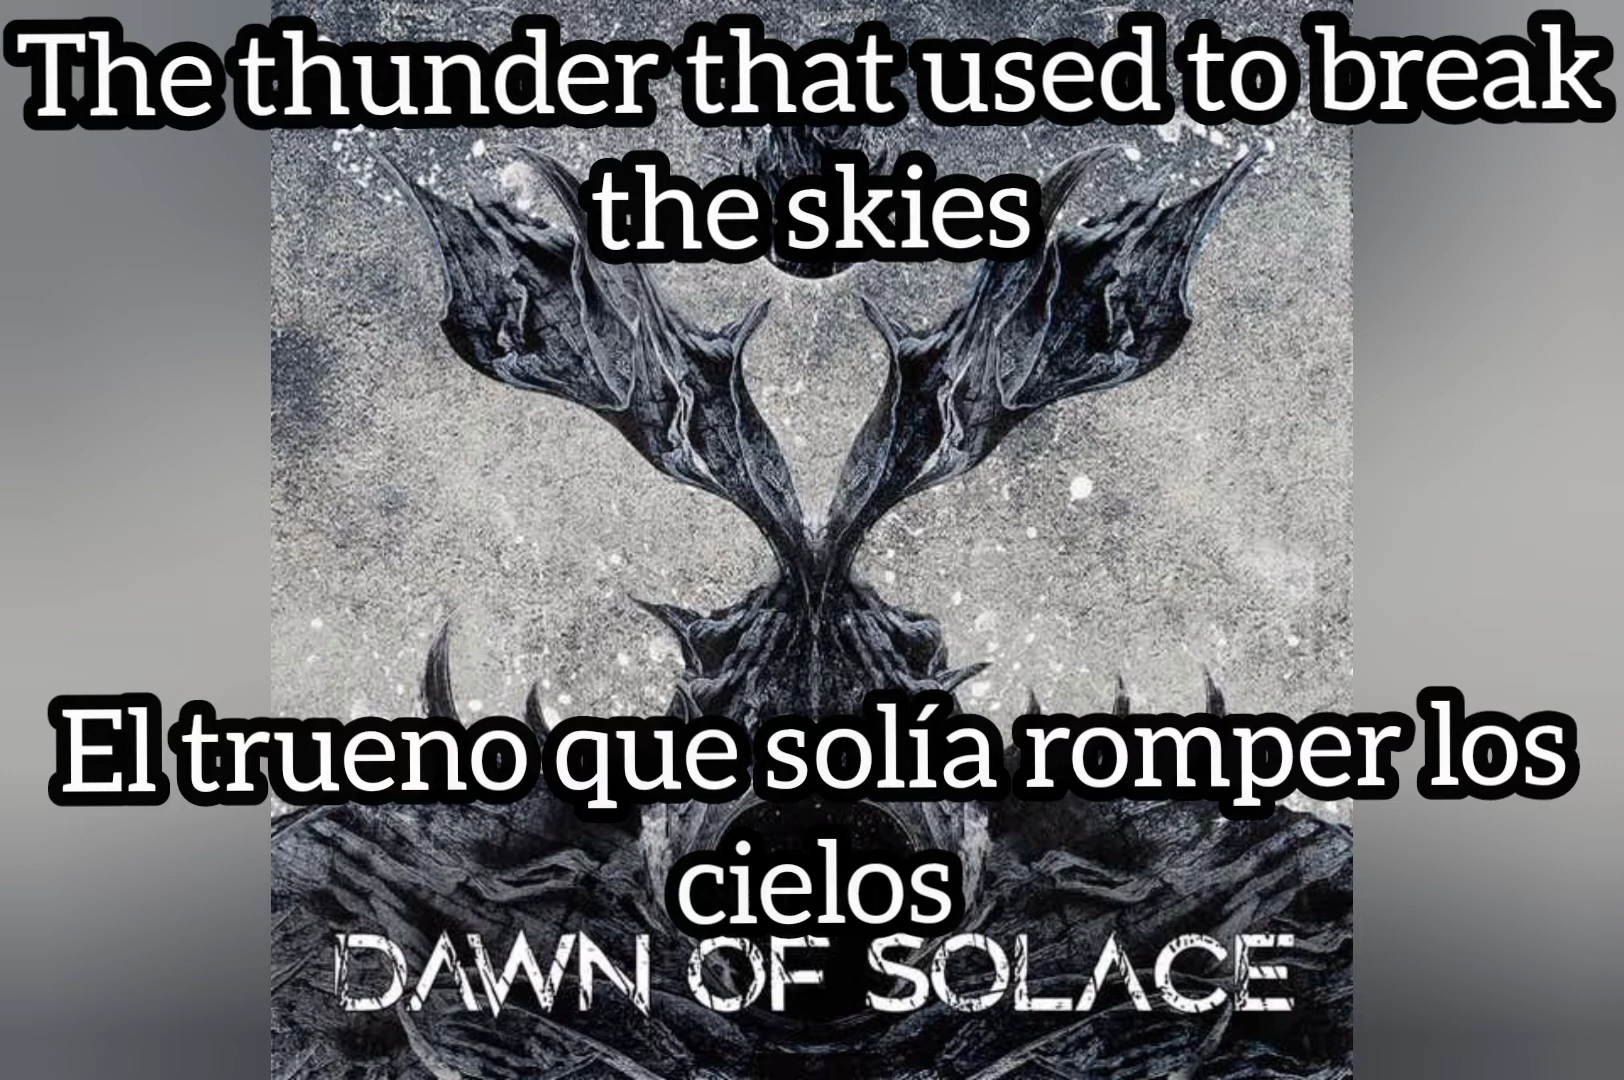 The thunder that used to break
the skies
El trueno que solía romper los
cielos
DAWN OF SOLACE